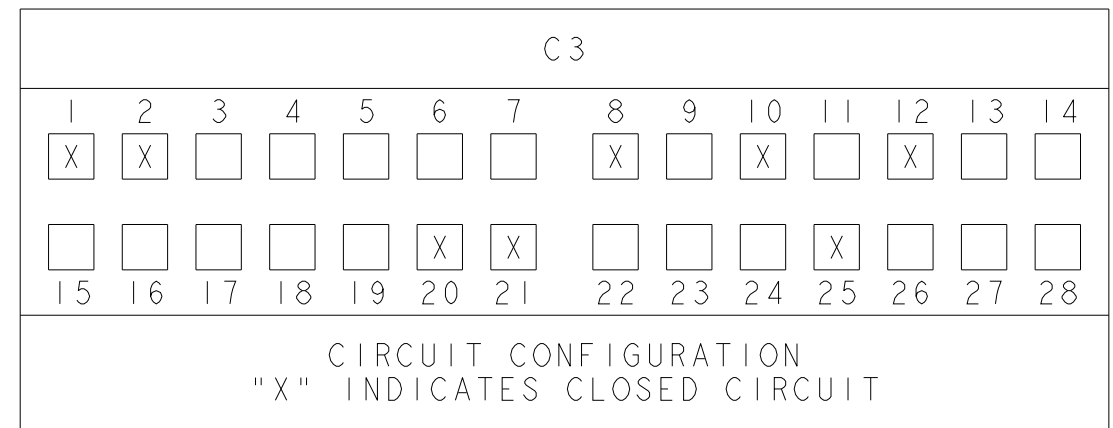 C3
1 2 3 4 5 6 7 8 9 10 11 12 13 14
X X X X X
X X X
15 16 17 18 19 20 21 22 23 24 25 26 27 28
CIRCUIT CONFIGURATION
"X" INDICATES CLOSED CIRCUIT